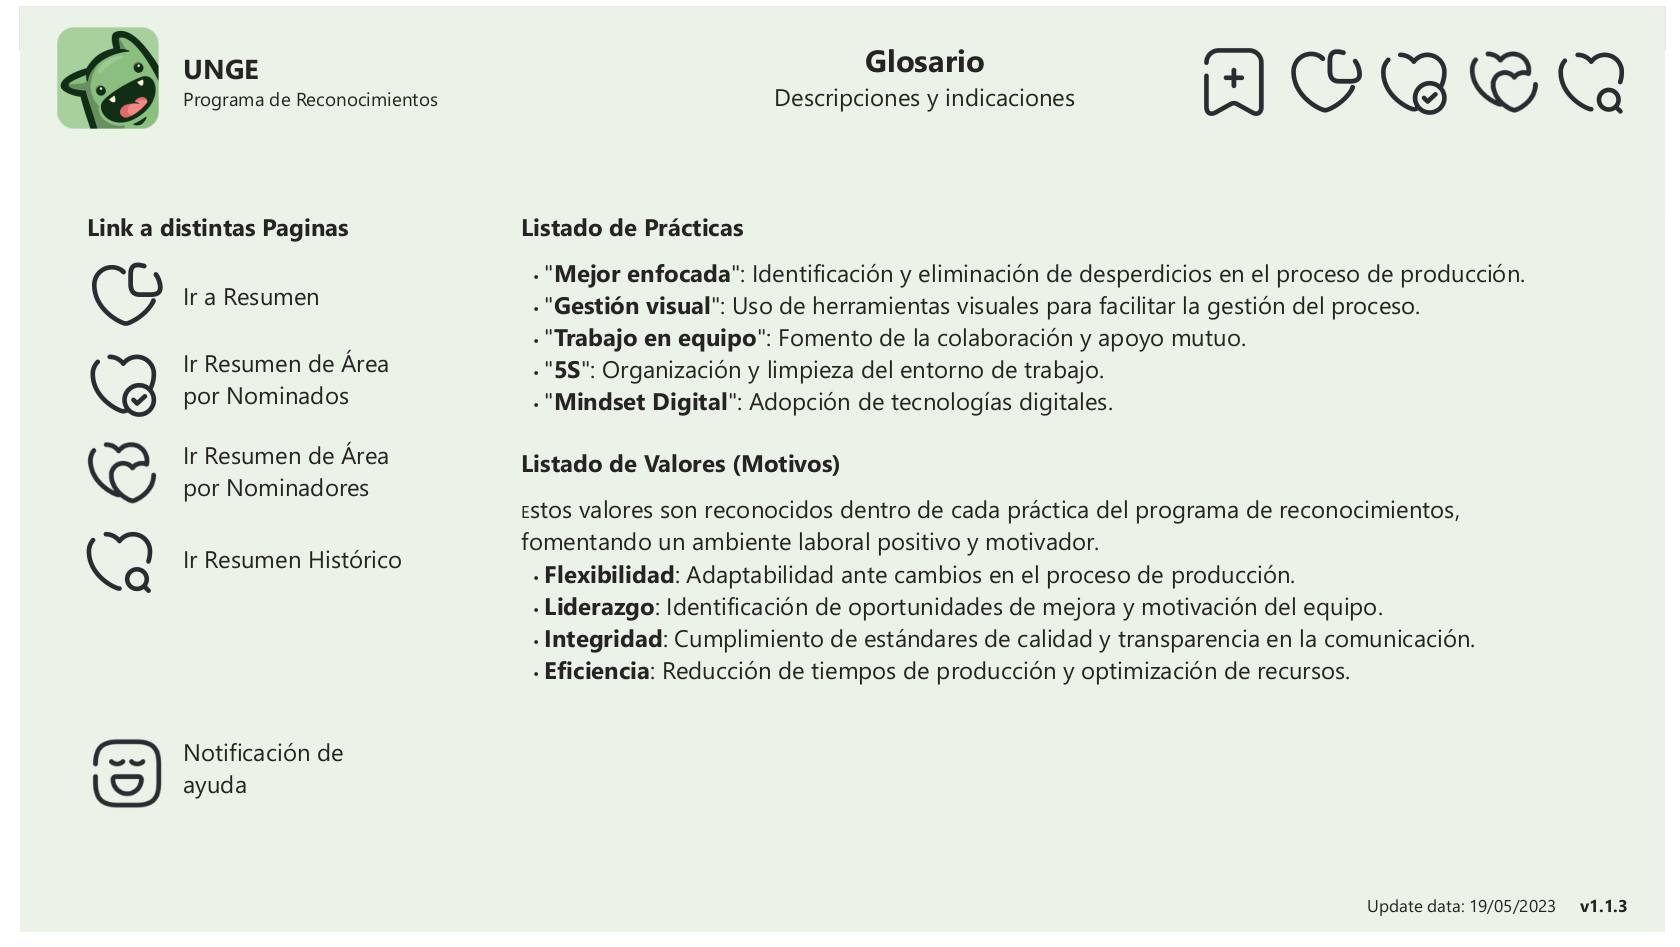 UNGE
Programa de Reconocimientos
Glosario
Descripciones y indicaciones
Link a distintas Paginas
Ir a Resumen
Ir Resumen de Área
por Nominados
Ir Resumen de Área
por Nominadores
Ir Resumen Histórico
Notificación de
ayuda
Listado de Prácticas
• "Mejor enfocada": Identificación y eliminación de desperdicios en el proceso de producción.
• "Gestión visual": Uso de herramientas visuales para facilitar la gestión del proceso.
• "Trabajo en equipo": Fomento de la colaboración y apoyo mutuo.
• "5S": Organización y limpieza del entorno de trabajo.
• "Mindset Digital": Adopción de tecnologías digitales.
Listado de Valores (Motivos)
Estos valores son reconocidos dentro de cada práctica del programa de reconocimientos,
fomentando un ambiente laboral positivo y motivador.
• Flexibilidad: Adaptabilidad ante cambios en el proceso de producción.
• Liderazgo: Identificación de oportunidades de mejora y motivación del equipo.
• Integridad: Cumplimiento de estándares de calidad y transparencia en la comunicación.
• Eficiencia: Reducción de tiempos de producción y optimización de recursos.
Update data: 19/05/2023 v1.1.3